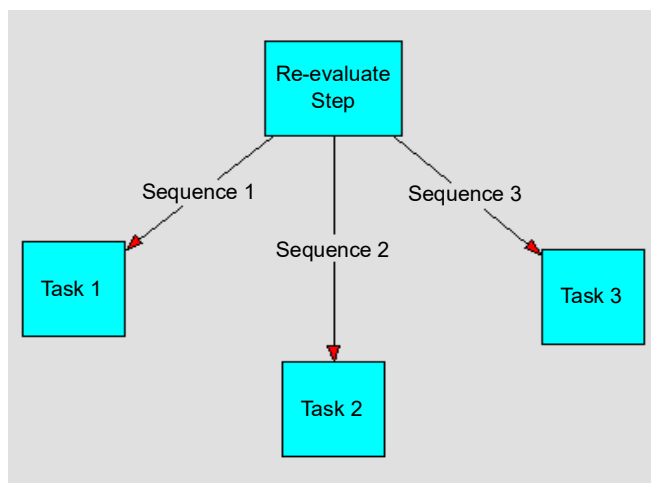 Re-evaluate
Step
Sequence 1
Sequence 3
Sequence 2
Task 1
Task 3
Task 2